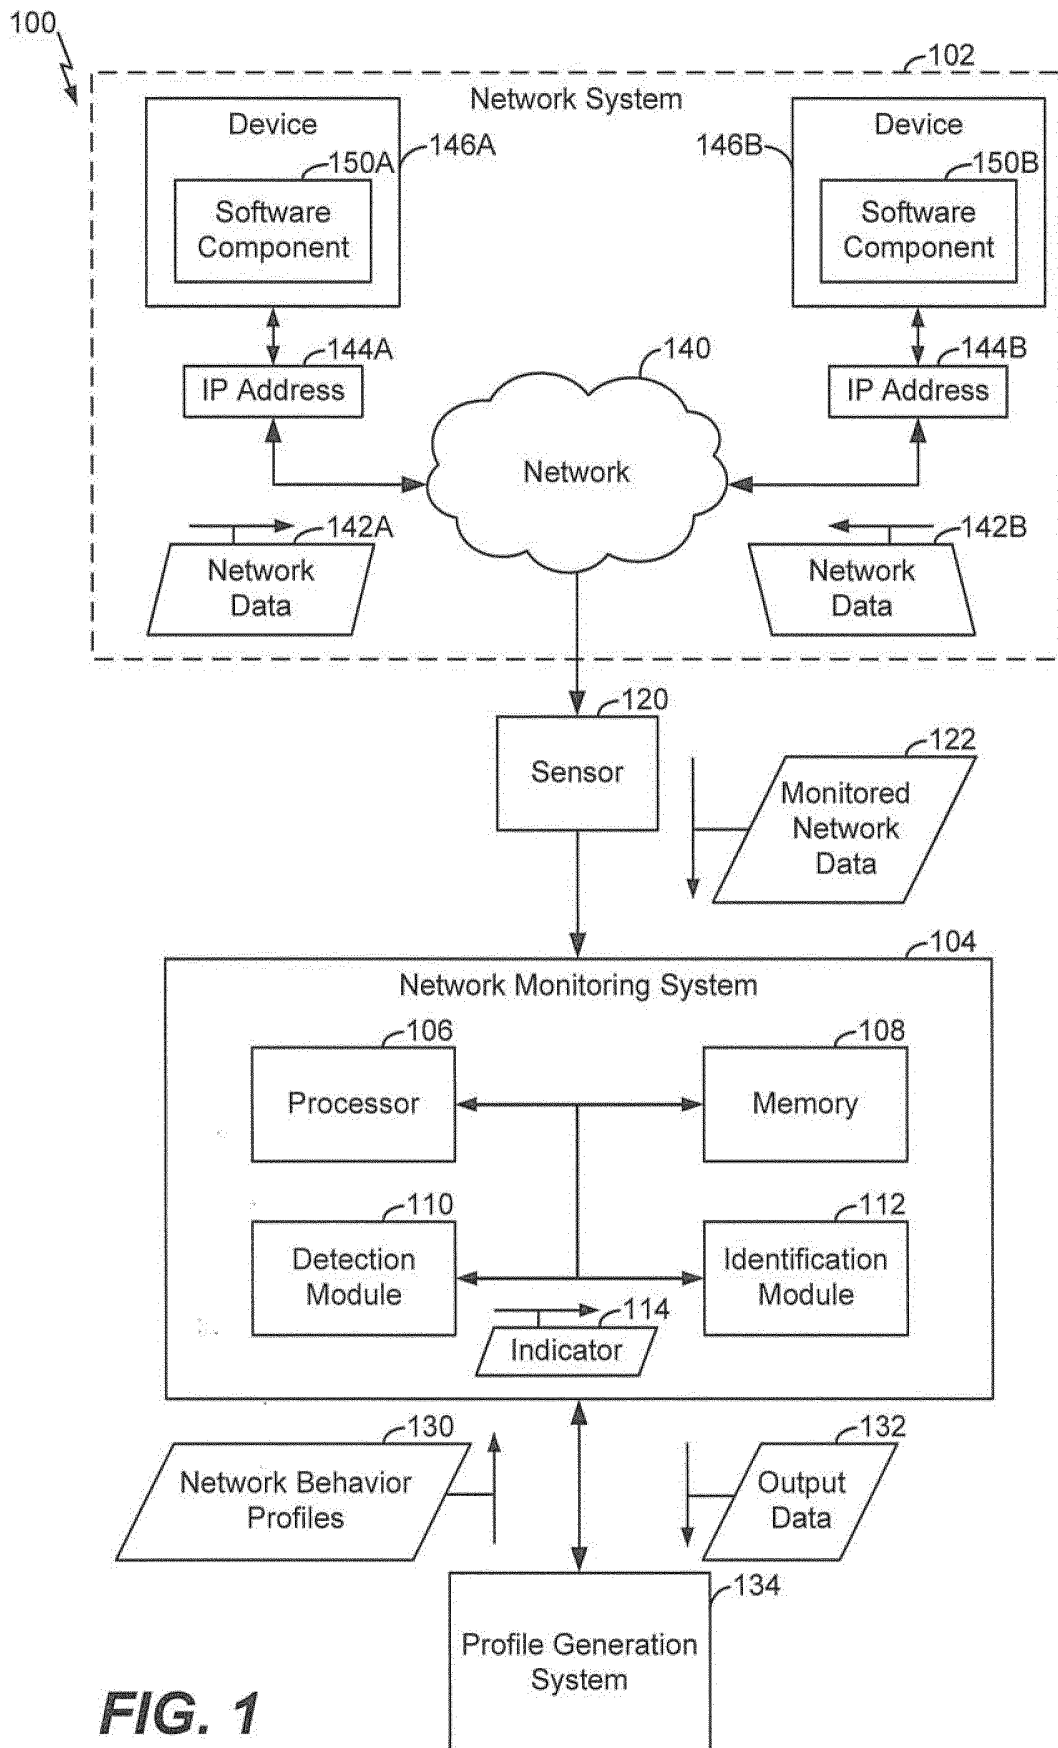 100
102
Network System
Device
146A
150A
Software
Component
146B
Device
150B
Software
Component
144A
IP Address
140
Network
144B
IP Address
142A
Network
Data
142B
Network
Data
120
Sensor
122
Monitored
Network
Data
104
Network Monitoring System
106
Processor
108
Memory
110
Detection
Module
112
Identification
Module
114
Indicator
130
Network Behavior
Profiles
132
Output
Data
134
Profile Generation
System
FIG. 1